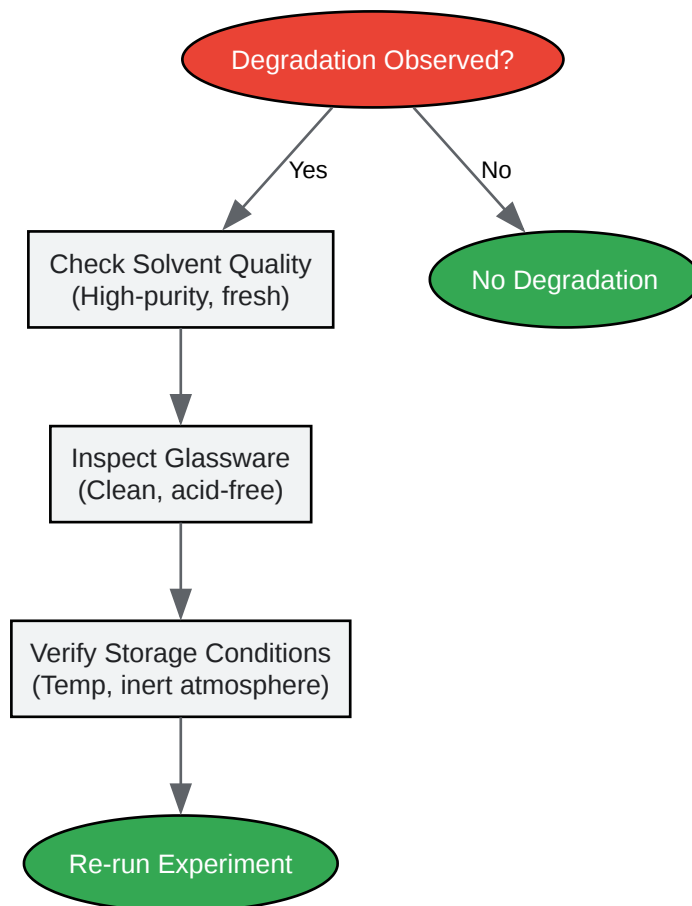 Degradation Observed?
Yes
No
Check Solvent Quality
(High-purity, fresh)
No Degradation
Inspect Glassware
(Clean, acid-free)
Verify Storage Conditions
(Temp, inert atmosphere)
Re-run Experiment